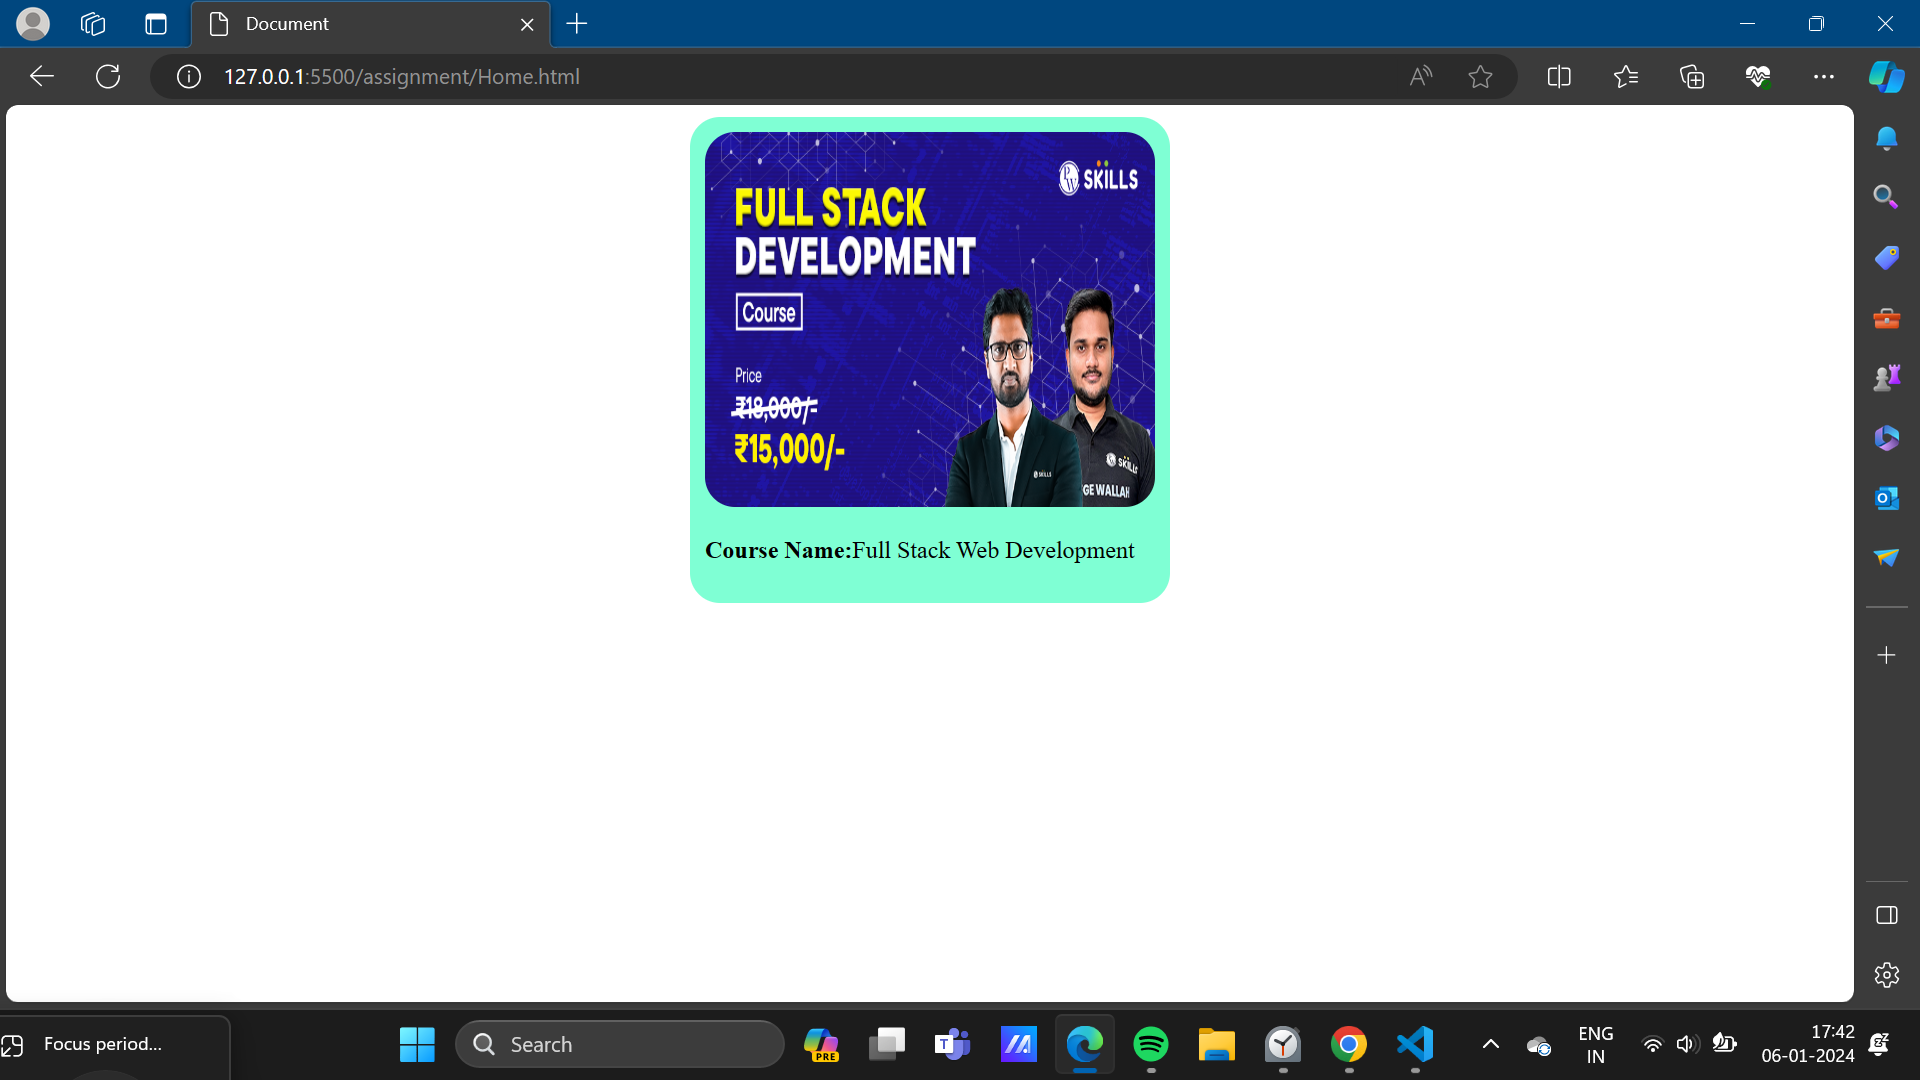 Document
127.0.0.1:5500/assignment/Home.html
PW SKILLS
FULL STACK
DEVELOPMENT
Course
Price
₹18,000/-
₹15,000/-
SKILLS
SKILLS
GE WALLAH
Course Name:Full Stack Web Development
Focus period...
Search
PRE
ENG
IN
17:42
06-01-2024